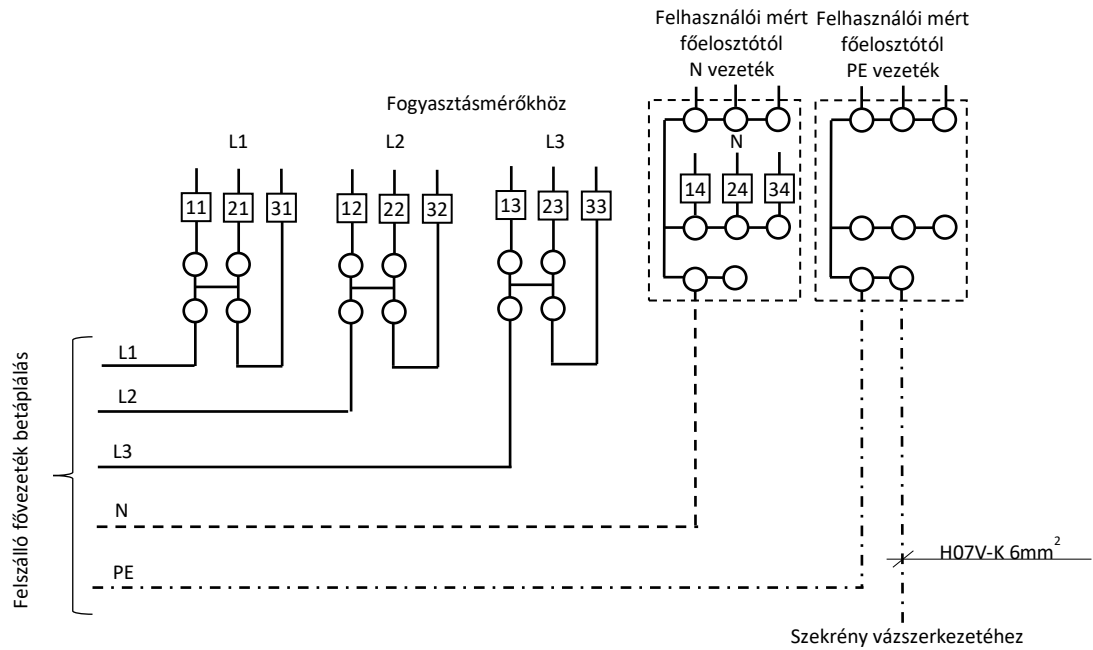 Felhasználói mért
főelosztótól
N vezeték
Felhasználói mért
főelosztótól
PE vezeték
Fogyasztásmérőkhöz
L1
L2
L3
N
11
21
31
12
22
32
13
23
33
14
24
34
Felszálló fővezeték betáplálás
L1
L2
L3
N
PE
H07V-K 6mm²
Szekrény vázszerkezetéhez